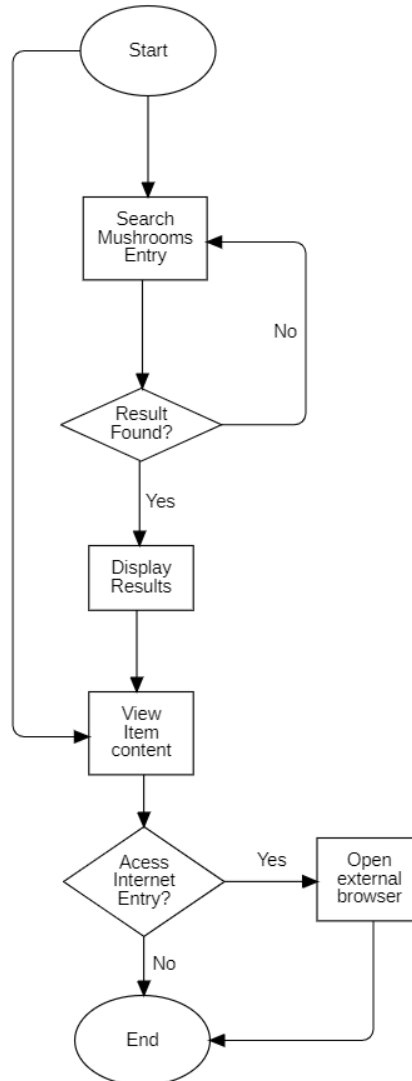 Start
Search
Mushrooms
Entry
No
Result
Found?
Yes
Display
Results
View
Item
content
Acess
Internet
Entry?
Yes
Open
external
browser
No
End